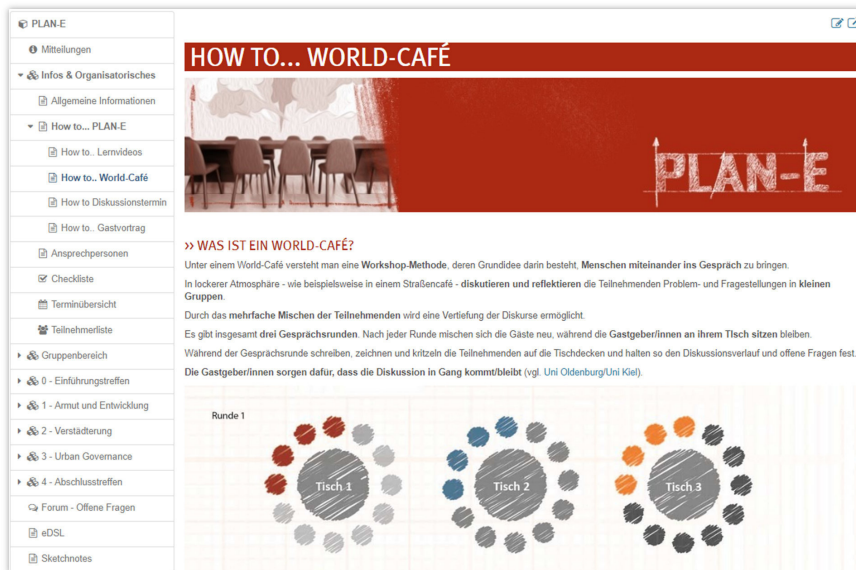 PLAN-E
Mitteilungen
Infos & Organisatorisches
Allgemeine Informationen
How to... PLAN-E
How to.. Lernvideos
How to.. World-Café
How to Diskussionstermin
How to.. Gastvortrag
Ansprechpersonen
Checkliste
Terminübersicht
Teilnehmerliste
Gruppenbereich
0 - Einführungstreffen
1 - Armut und Entwicklung
2 - Verstädterung
3 - Urban Governance
4 - Abschlusstreffen
Forum - Offene Fragen
eDSL
Sketchnotes
HOW TO... WORLD-CAFÉ
PLAN-E
>> WAS IST EIN WORLD-CAFÉ?
Unter einem World-Café versteht man eine Workshop-Methode, deren Grundidee darin besteht, Menschen miteinander ins Gespräch zu bringen.
In lockerer Atmosphäre - wie beispielsweise in einem Straßencafé - diskutieren und reflektieren die Teilnehmenden Problem- und Fragestellungen in kleinen
Gruppen.
Durch das mehrfache Mischen der Teilnehmenden wird eine Vertiefung der Diskurse ermöglicht.
Es gibt insgesamt drei Gesprächsrunden. Nach jeder Runde mischen sich die Gäste neu, während die Gastgeber/innen an ihrem TIsch sitzen bleiben.
Während der Gesprächsrunde schreiben, zeichnen und kritzeln die Teilnehmenden auf die Tischdecken und halten so den Diskussionsverlauf und offene Fragen fest.
Die Gastgeber/innen sorgen dafür, dass die Diskussion in Gang kommt/bleibt (vgl. Uni Oldenburg/Uni Kiel).
Runde 1
Tisch 1
Tisch 2
Tisch 3